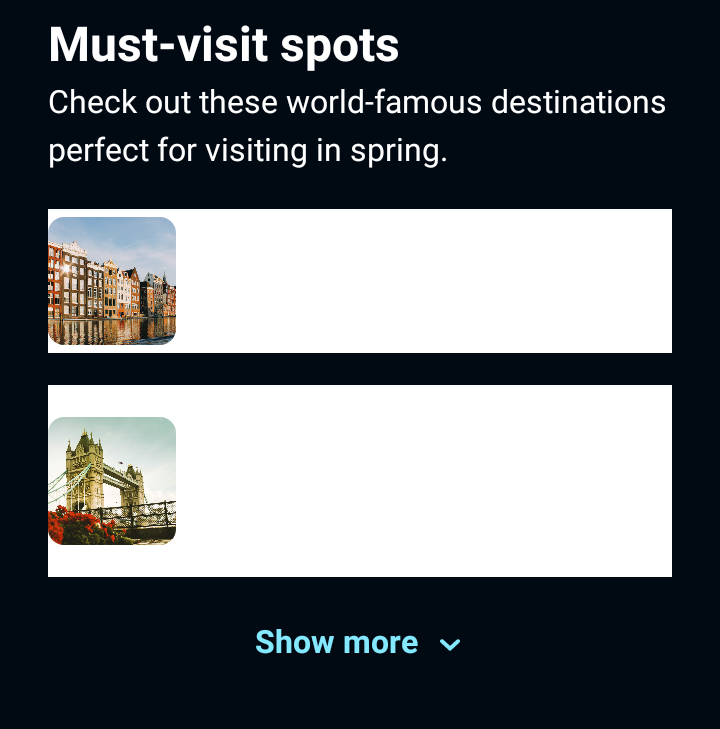 Must-visit spots
Check out these world-famous destinations
perfect for visiting in spring.
Show more